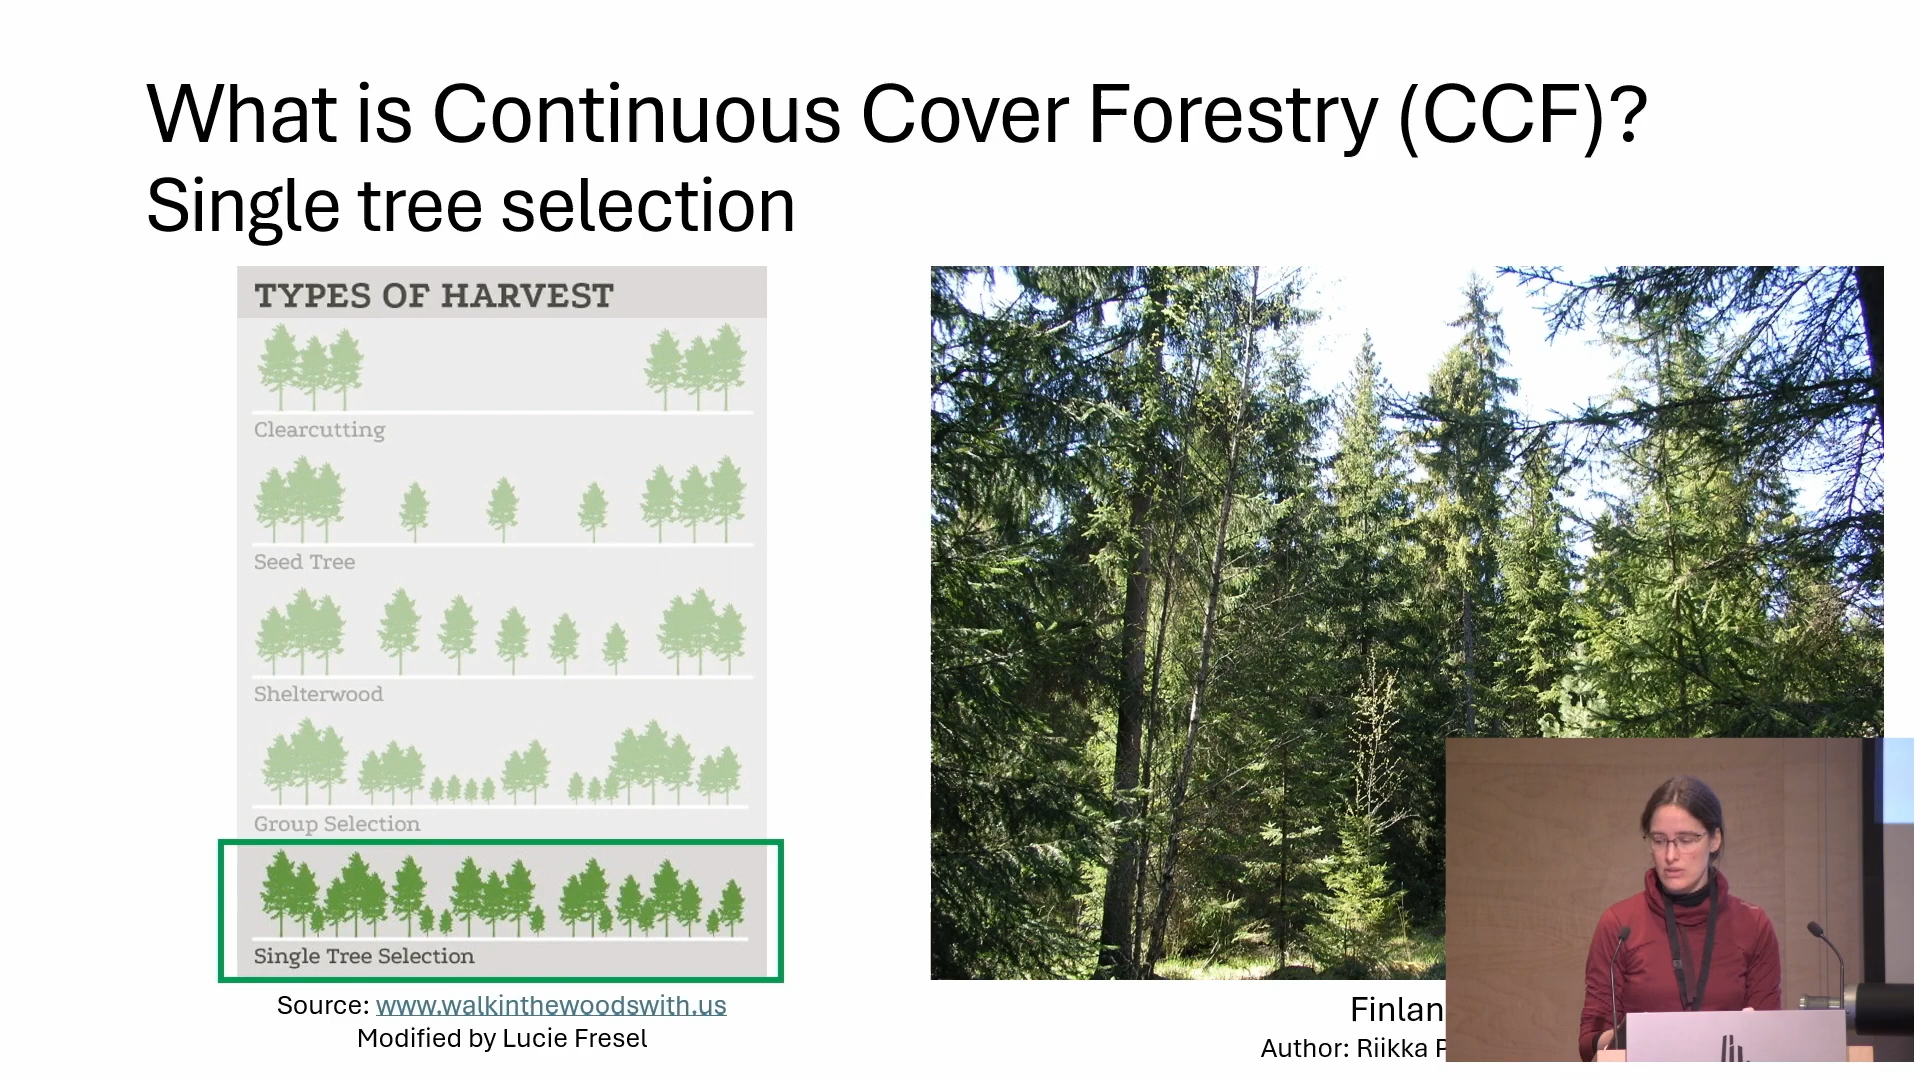 What is Continuous Cover Forestry (CCF)?
Single tree selection
TYPES OF HARVEST
Clearcutting
Seed Tree
Shelterwood
Group Selection
Single Tree Selection
Source: www.walkinthewoodswith.us
Modified by Lucie Fresel
Author: Riikka